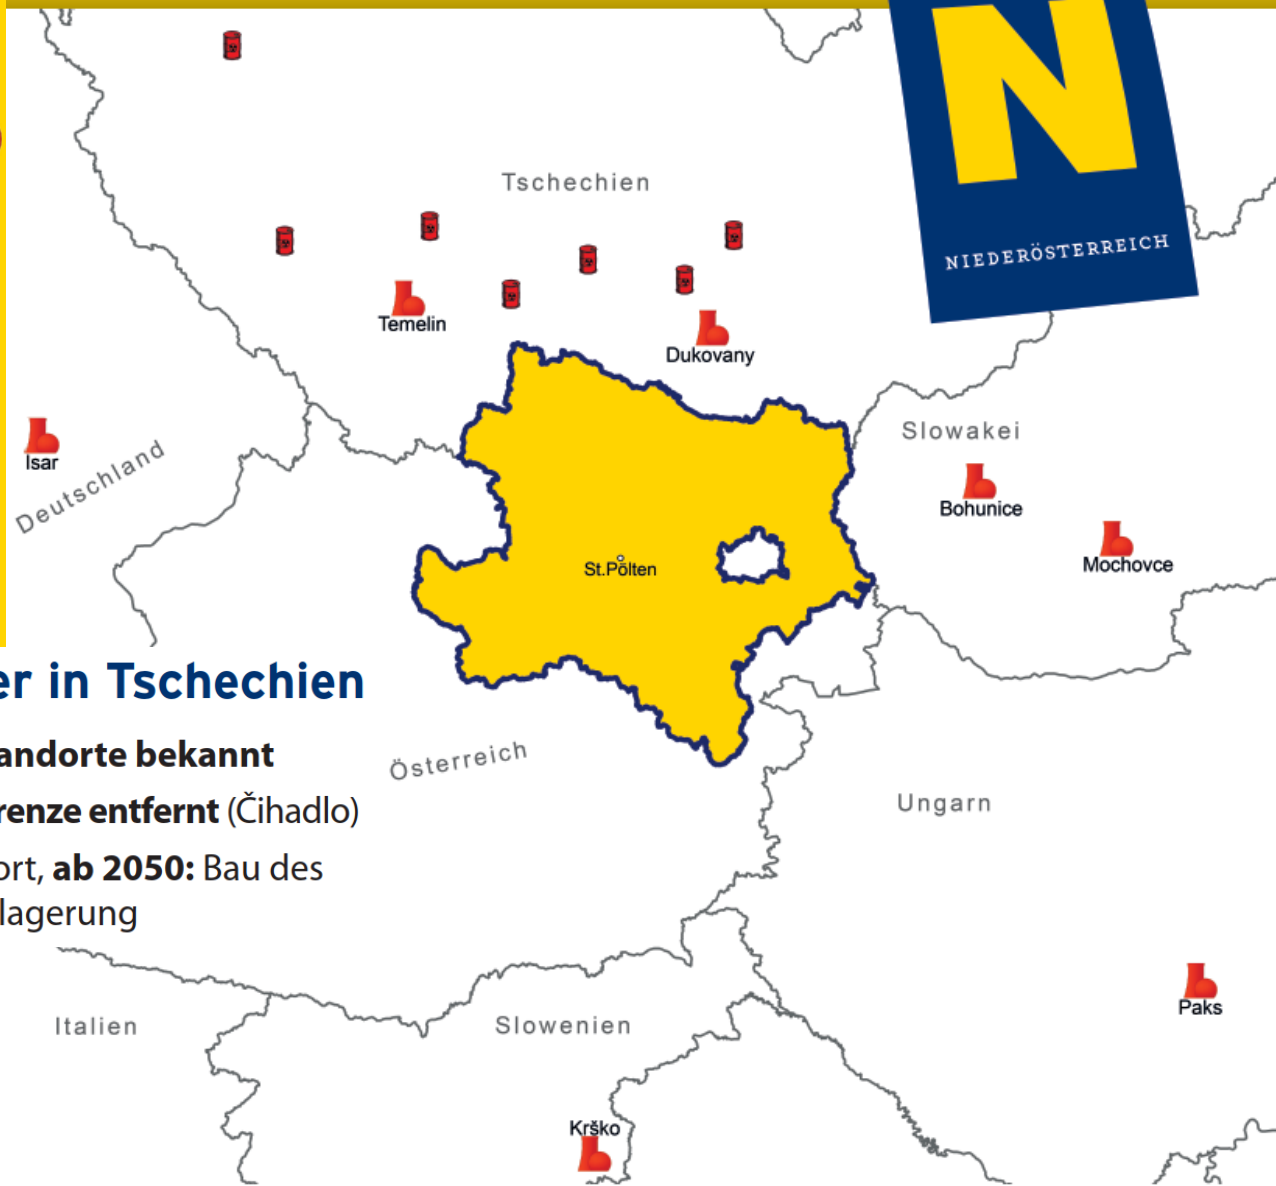 N
NIEDERÖSTERREICH
Tschechien
Temelin
Dukovany
Slowakei
Isar
Deutschland
Bohunice
Mochovce
St.Pölten
er in Tschechien
andorte bekannt
Österreich
renze entfernt (Čihadlo)
Ungarn
ort, ab 2050: Bau des
lagerung
Paks
Italien
Slowenien
Krško